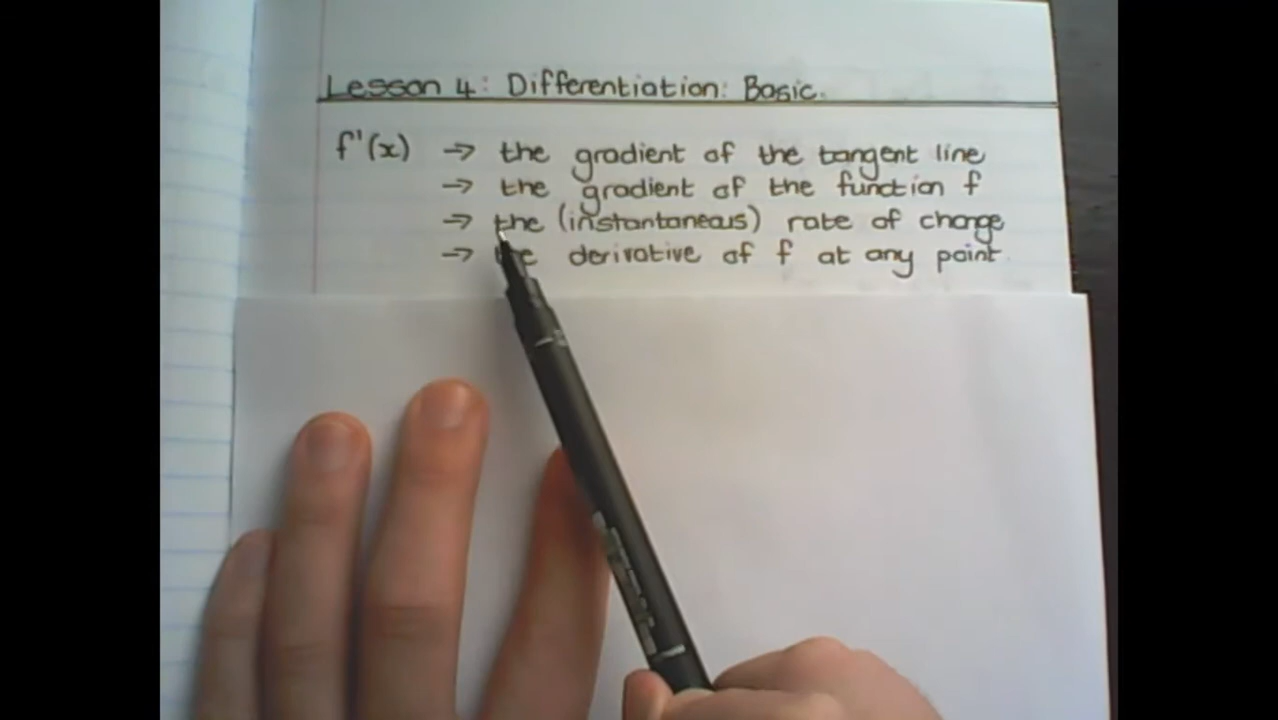 Lesson 4: Differentiation: Basic.
f'(x) → the gradient of the tangent line
→ the gradient of the function f
→ the (instantaneous) rate of change
→ the derivative of f at any point.